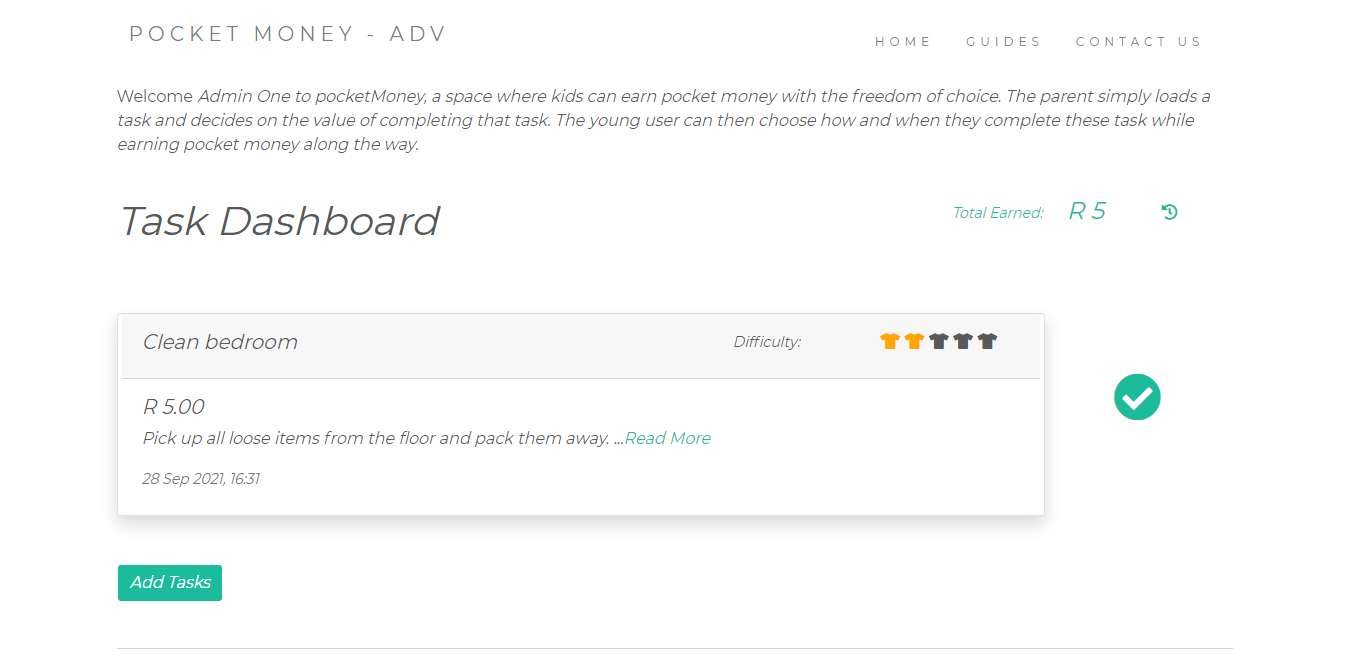 POCKET MONEY - ADV
HOME GUIDES CONTACT US
Welcome Admin One to pocketMoney, a space where kids can earn pocket money with the freedom of choice. The parent simply loads a
task and decides on the value of completing that task. The young user can then choose how and when they complete these task while
earning pocket money along the way.
Task Dashboard
Total Earned: R 5
Clean bedroom
Difficulty:
R 5.00
Pick up all loose items from the floor and pack them away. ...Read More
28 Sep 2021, 16:31
Add Tasks